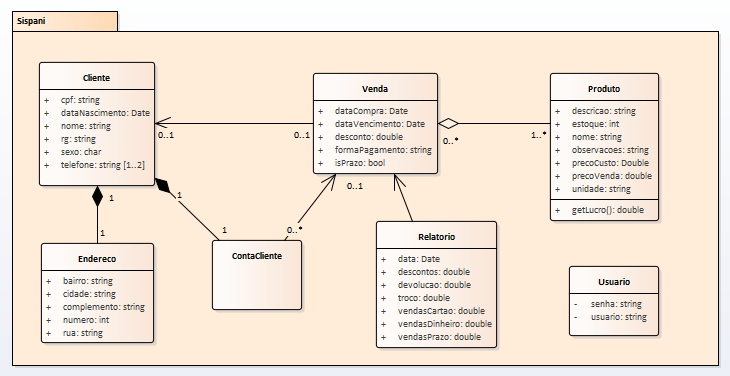 Sispani
Cliente
+ cpf: string
+ dataNascimento: Date
+ nome: string
+ rg: string
+ sexo: char
+ telefone: string [1..2]
Venda
+ dataCompra: Date
+ dataVencimento: Date
+ desconto: double
+ formaPagamento: string
+ isPrazo: bool
Produto
+ descricao: string
+ estoque: int
+ nome: string
+ observacoes: string
+ precoCusto: Double
+ precoVenda: Double
+ unidade: string
+ getLucro(): double
0..1
0..1
0..*
1..*
1
1
1
1
0..*
0..1
Endereco
+ bairro: string
+ cidade: string
+ complemento: string
+ numero: int
+ rua: string
ContaCliente
Relatorio
+ data: Date
+ descontos: double
+ devolucao: double
+ troco: double
+ vendasCartao: double
+ vendasDinheiro: double
+ vendasPrazo: double
Usuario
- senha: string
- usuario: string